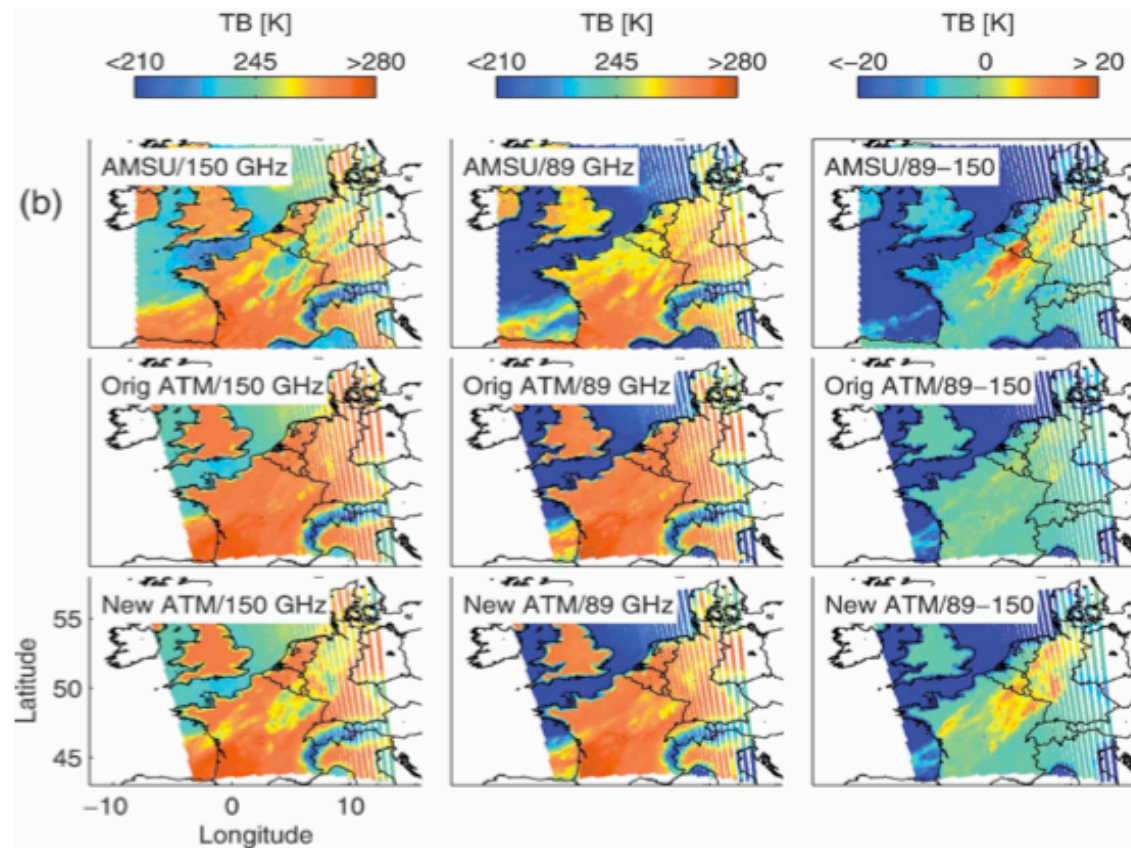 TB [K] TB [K] TB [K]
<210 245 >280 <210 245 >280 <-20 0 > 20
(b)
AMSU/150 GHz AMSU/89 GHz AMSU/89−150
Orig ATM/150 GHz Orig ATM/89 GHz Orig ATM/89−150
New ATM/150 GHz New ATM/89 GHz New ATM/89−150
55
50
45
Latitude
−10 0 10
Longitude